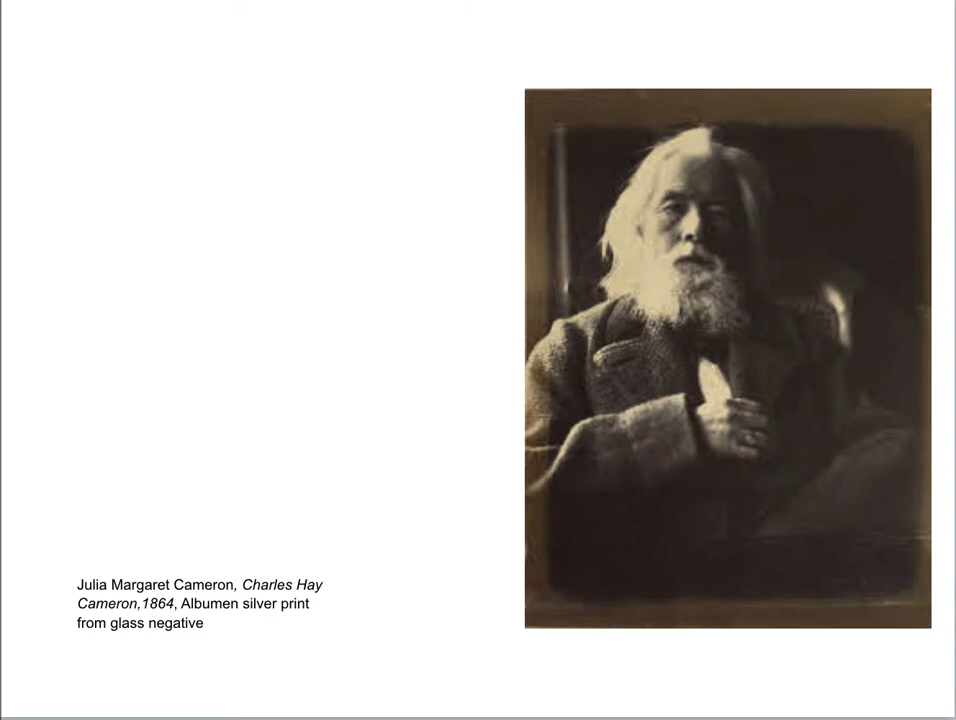 Julia Margaret Cameron, Charles Hay
Cameron,1864, Albumen silver print
from glass negative